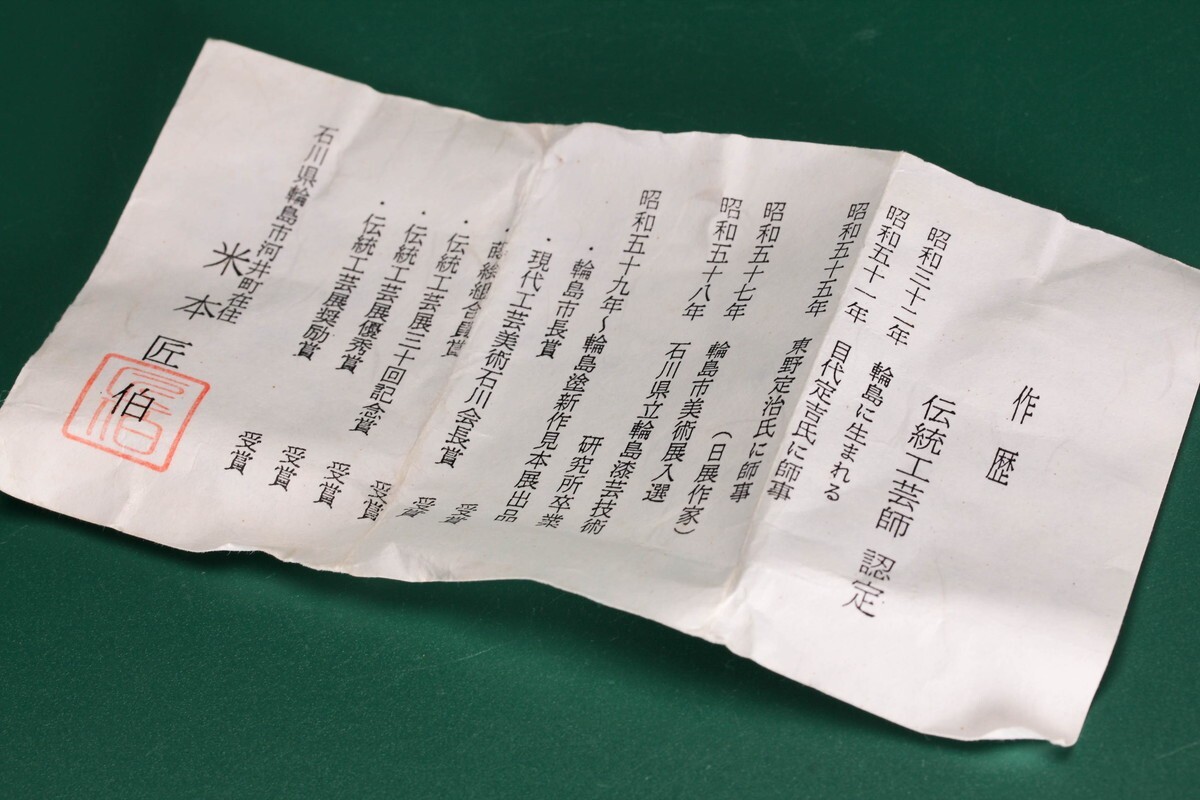 作歴
伝統工芸師 認定
昭和三十二年 輪島に生まれる
昭和五十一年 目代定吉氏に師事
昭和五十五年 東野定治氏に師事
(日展作家)
昭和五十七年 輪島市美術展入選
昭和五十八年 石川県立輪島漆芸技術
研究所卒業
昭和五十九年〜輪島塗新作見本展出品
・輪島市長賞 受賞
・現代工芸美術石川会長賞 受賞
・組合員賞 受賞
・伝統工芸展三十回記念賞 受賞
・伝統工芸展優秀賞 受賞
・伝統工芸展奨励賞 受賞
石川県輪島市河井町在住
米本匠伯